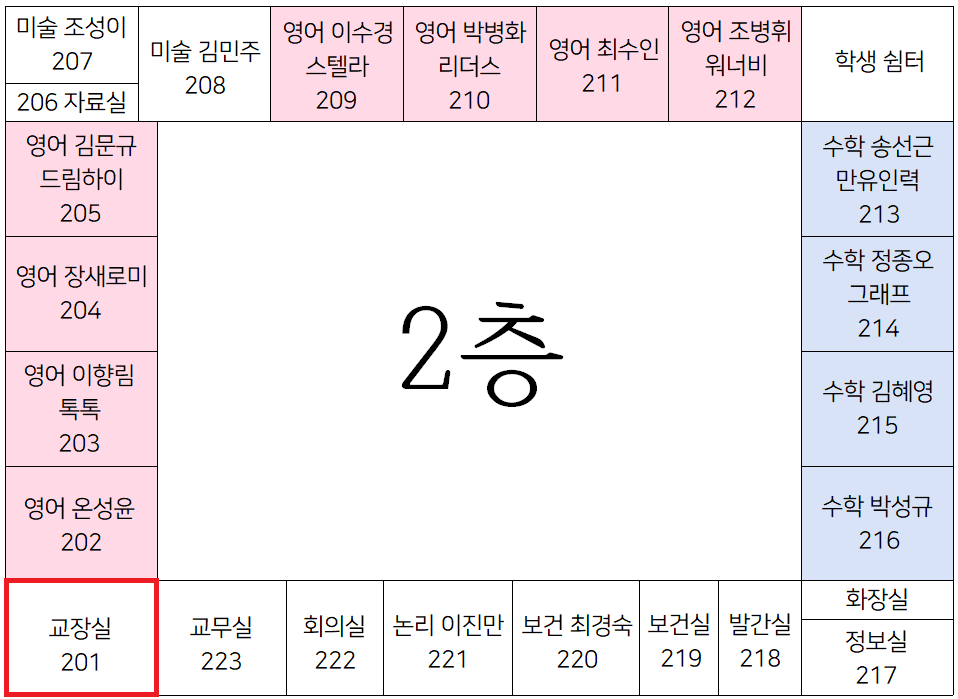 미술 조성이
207
206 자료실
미술 김민주
208
영어 이수경
스텔라
209
영어 박병화
리더스
210
영어 최수인
211
영어 조병휘
워너비
212
학생 쉼터
영어 김문규
드림하이
205
영어 장새로미
204
영어 이향림
톡톡
203
영어 온성윤
202
2층
수학 송선근
만유인력
213
수학 정종오
그래프
214
수학 김혜영
215
수학 박성규
216
교장실
201
교무실
223
회의실
222
논리 이진만
221
보건 최경숙
220
보건실
219
발간실
218
화장실
정보실
217